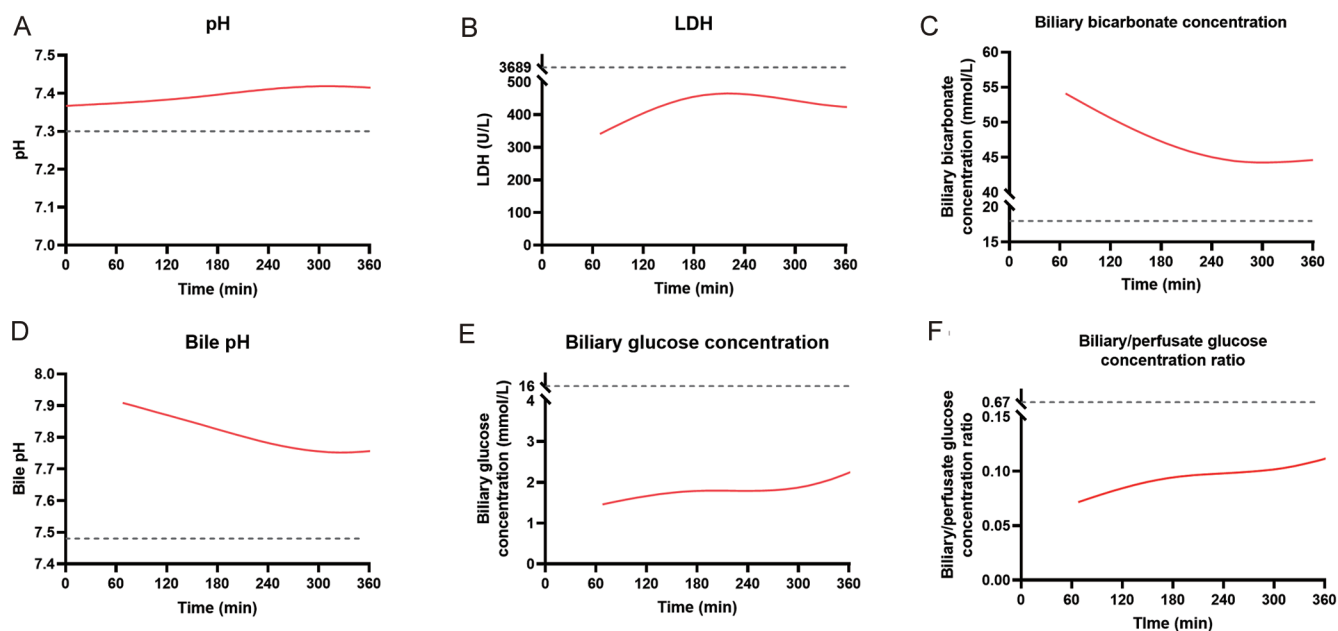 A
pH
7.5
7.4
7.3
7.2
7.1
7.0
pH
0 60 120 180 240 300 360
Time (min)
B
LDH
3689
500
400
300
200
100
0
LDH (U/L)
0 60 120 180 240 300 360
Time (min)
C
Biliary bicarbonate concentration
60
55
50
45
40
20
15
Biliary bicarbonate
concentration (mmol/L)
0 60 120 180 240 300 360
Time (min)
D
Bile pH
8.0
7.9
7.8
7.7
7.6
7.5
7.4
Bile pH
0 60 120 180 240 300 360
Time (min)
E
Biliary glucose concentration
16
4
3
2
1
0
Biliary glucose
concentration (mmol/L)
0 60 120 180 240 300 360
Time (min)
F
Biliary/perfusate glucose
concentration ratio
0.67
0.15
0.10
0.05
0.00
Biliary/perfusate glucose
concentration ratio
0 60 120 180 240 300 360
TIme (min)